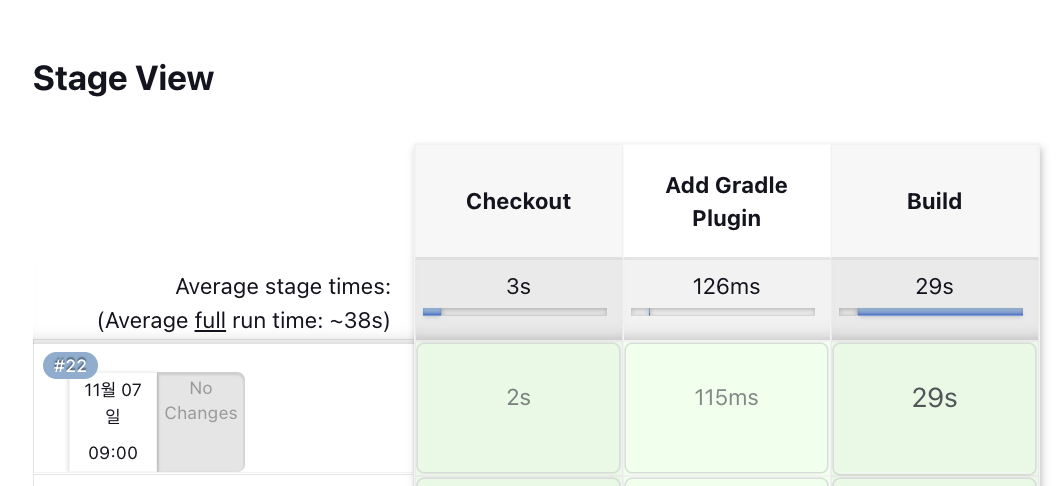 Stage View
Checkout
Add Gradle
Plugin
Build
Average stage times:
(Average full run time: ~38s)
3s
126ms
29s
#22
11월 07
일
09:00
No
Changes
2s
115ms
29s